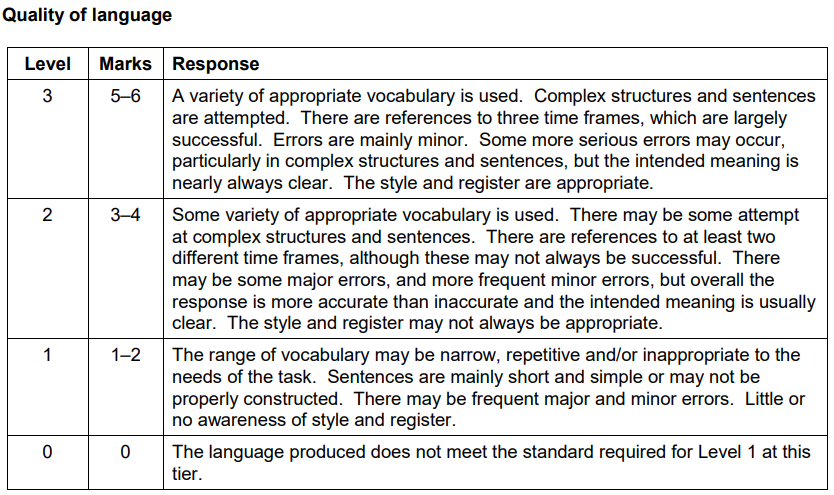 Quality of language
Level Marks Response
3 5–6 A variety of appropriate vocabulary is used.  Complex structures and sentences
are attempted.  There are references to three time frames, which are largely
successful.  Errors are mainly minor.  Some more serious errors may occur,
particularly in complex structures and sentences, but the intended meaning is
nearly always clear.  The style and register are appropriate.
2 3–4 Some variety of appropriate vocabulary is used.  There may be some attempt
at complex structures and sentences.  There are references to at least two
different time frames, although these may not always be successful.  There
may be some major errors, and more frequent minor errors, but overall the
response is more accurate than inaccurate and the intended meaning is usually
clear.  The style and register may not always be appropriate.
1 1–2 The range of vocabulary may be narrow, repetitive and/or inappropriate to the
needs of the task.  Sentences are mainly short and simple or may not be
properly constructed.  There may be frequent major and minor errors.  Little or
no awareness of style and register.
0 0 The language produced does not meet the standard required for Level 1 at this
tier.